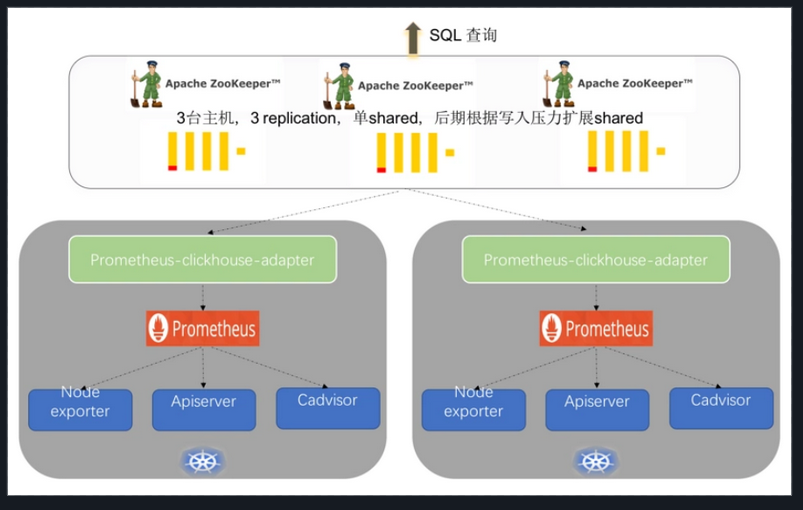 SQL 查询
Apache ZooKeeper™
Apache ZooKeeper™
Apache ZooKeeper™
3台主机，3 replication，单shared，后期根据写入压力扩展shared
Prometheus-clickhouse-adapter
Prometheus-clickhouse-adapter
Prometheus
Prometheus
Node
exporter
Apiserver
Cadvisor
Node
exporter
Apiserver
Cadvisor